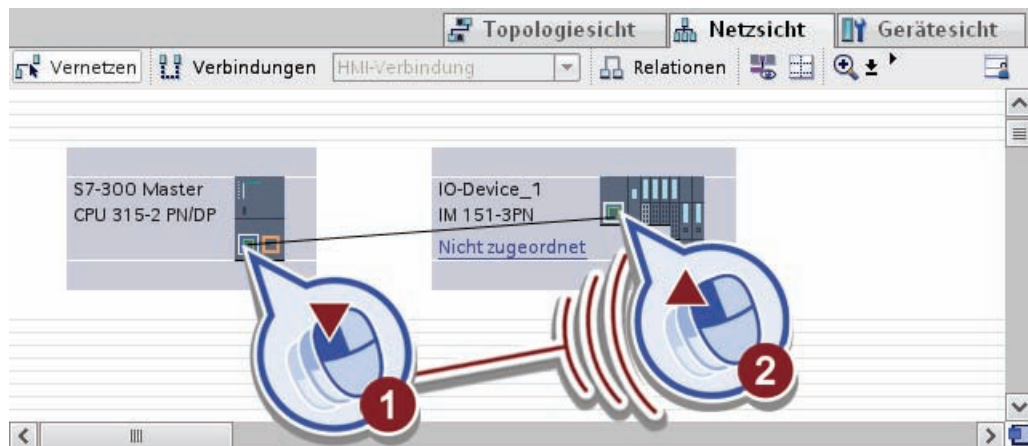 Topologiesicht Netzsicht Gerätesicht
Vernetzen Verbindungen HMI-Verbindung Relationen
S7-300 Master
CPU 315-2 PN/DP
IO-Device_1
IM 151-3PN
Nicht zugeordnet
1
2